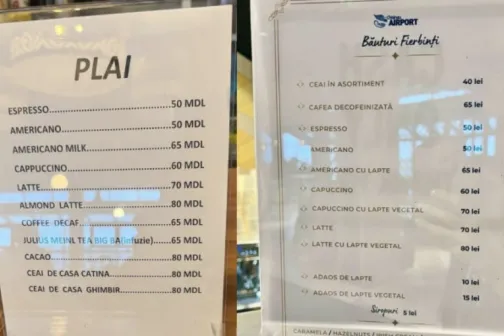 PLAI
ESPRESSO..............................50 MDL
AMERICANO.............................50 MDL
AMERICANO MILK........................65 MDL
CAPPUCCINO............................60 MDL
LATTE.................................70 MDL
ALMOND LATTE..........................80 MDL
COFFEE DECAF..........................65 MDL
JULIUS MEINL TEA BIG BA(infuzie)......65 MDL
CACAO.................................80 MDL
CEAI DE CASA CATINA...................80 MDL
CEAI DE CASA GHIMBIR..................80 MDL
AIRPORT
Băuturi Fierbinți
CEAI ÎN ASORTIMENT 40 lei
CAFEA DECOFEINIZATĂ 65 lei
ESPRESSO 50 lei
AMERICANO 50 lei
AMERICANO CU LAPTE 65 lei
CAPUCCINO 60 lei
CAPUCCINO CU LAPTE VEGETAL 70 lei
LATTE 70 lei
LATTE CU LAPTE VEGETAL 80 lei
ADAOS DE LAPTE 10 lei
ADAOS DE LAPTE VEGETAL 15 lei
Siropuri 5 lei
CARAMELA / HAZELNUTS /